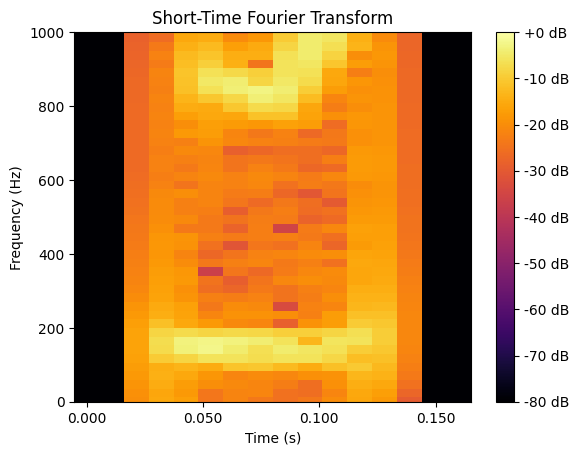 Short-Time Fourier Transform
1000
800
600
400
200
0
Frequency (Hz)
0.000
0.050
0.100
0.150
Time (s)
+0 dB
-10 dB
-20 dB
-30 dB
-40 dB
-50 dB
-60 dB
-70 dB
-80 dB